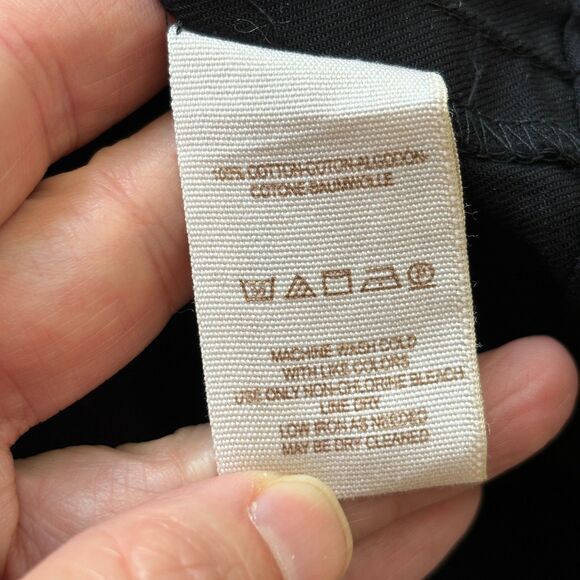 100% COTTON-COTON-ALGODÓN-
COTONE-BAUMWOLLE
MACHINE WASH COLD
WITH LIKE COLORS
USE ONLY NON-CHLORINE BLEACH
LINE DRY
LOW IRON AS NEEDED
MAY BE DRY CLEANED